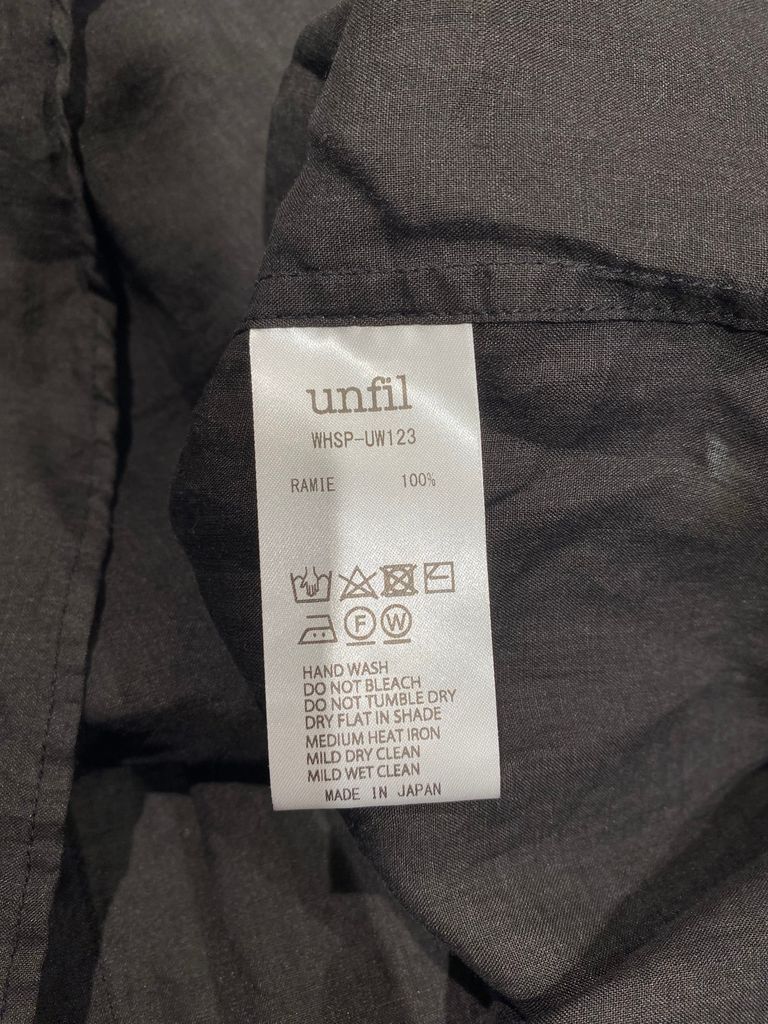 unfil
WHSP-UW123
RAMIE 100%
F W
HAND WASH
DO NOT BLEACH
DO NOT TUMBLE DRY
DRY FLAT IN SHADE
MEDIUM HEAT IRON
MILD DRY CLEAN
MILD WET CLEAN
MADE IN JAPAN